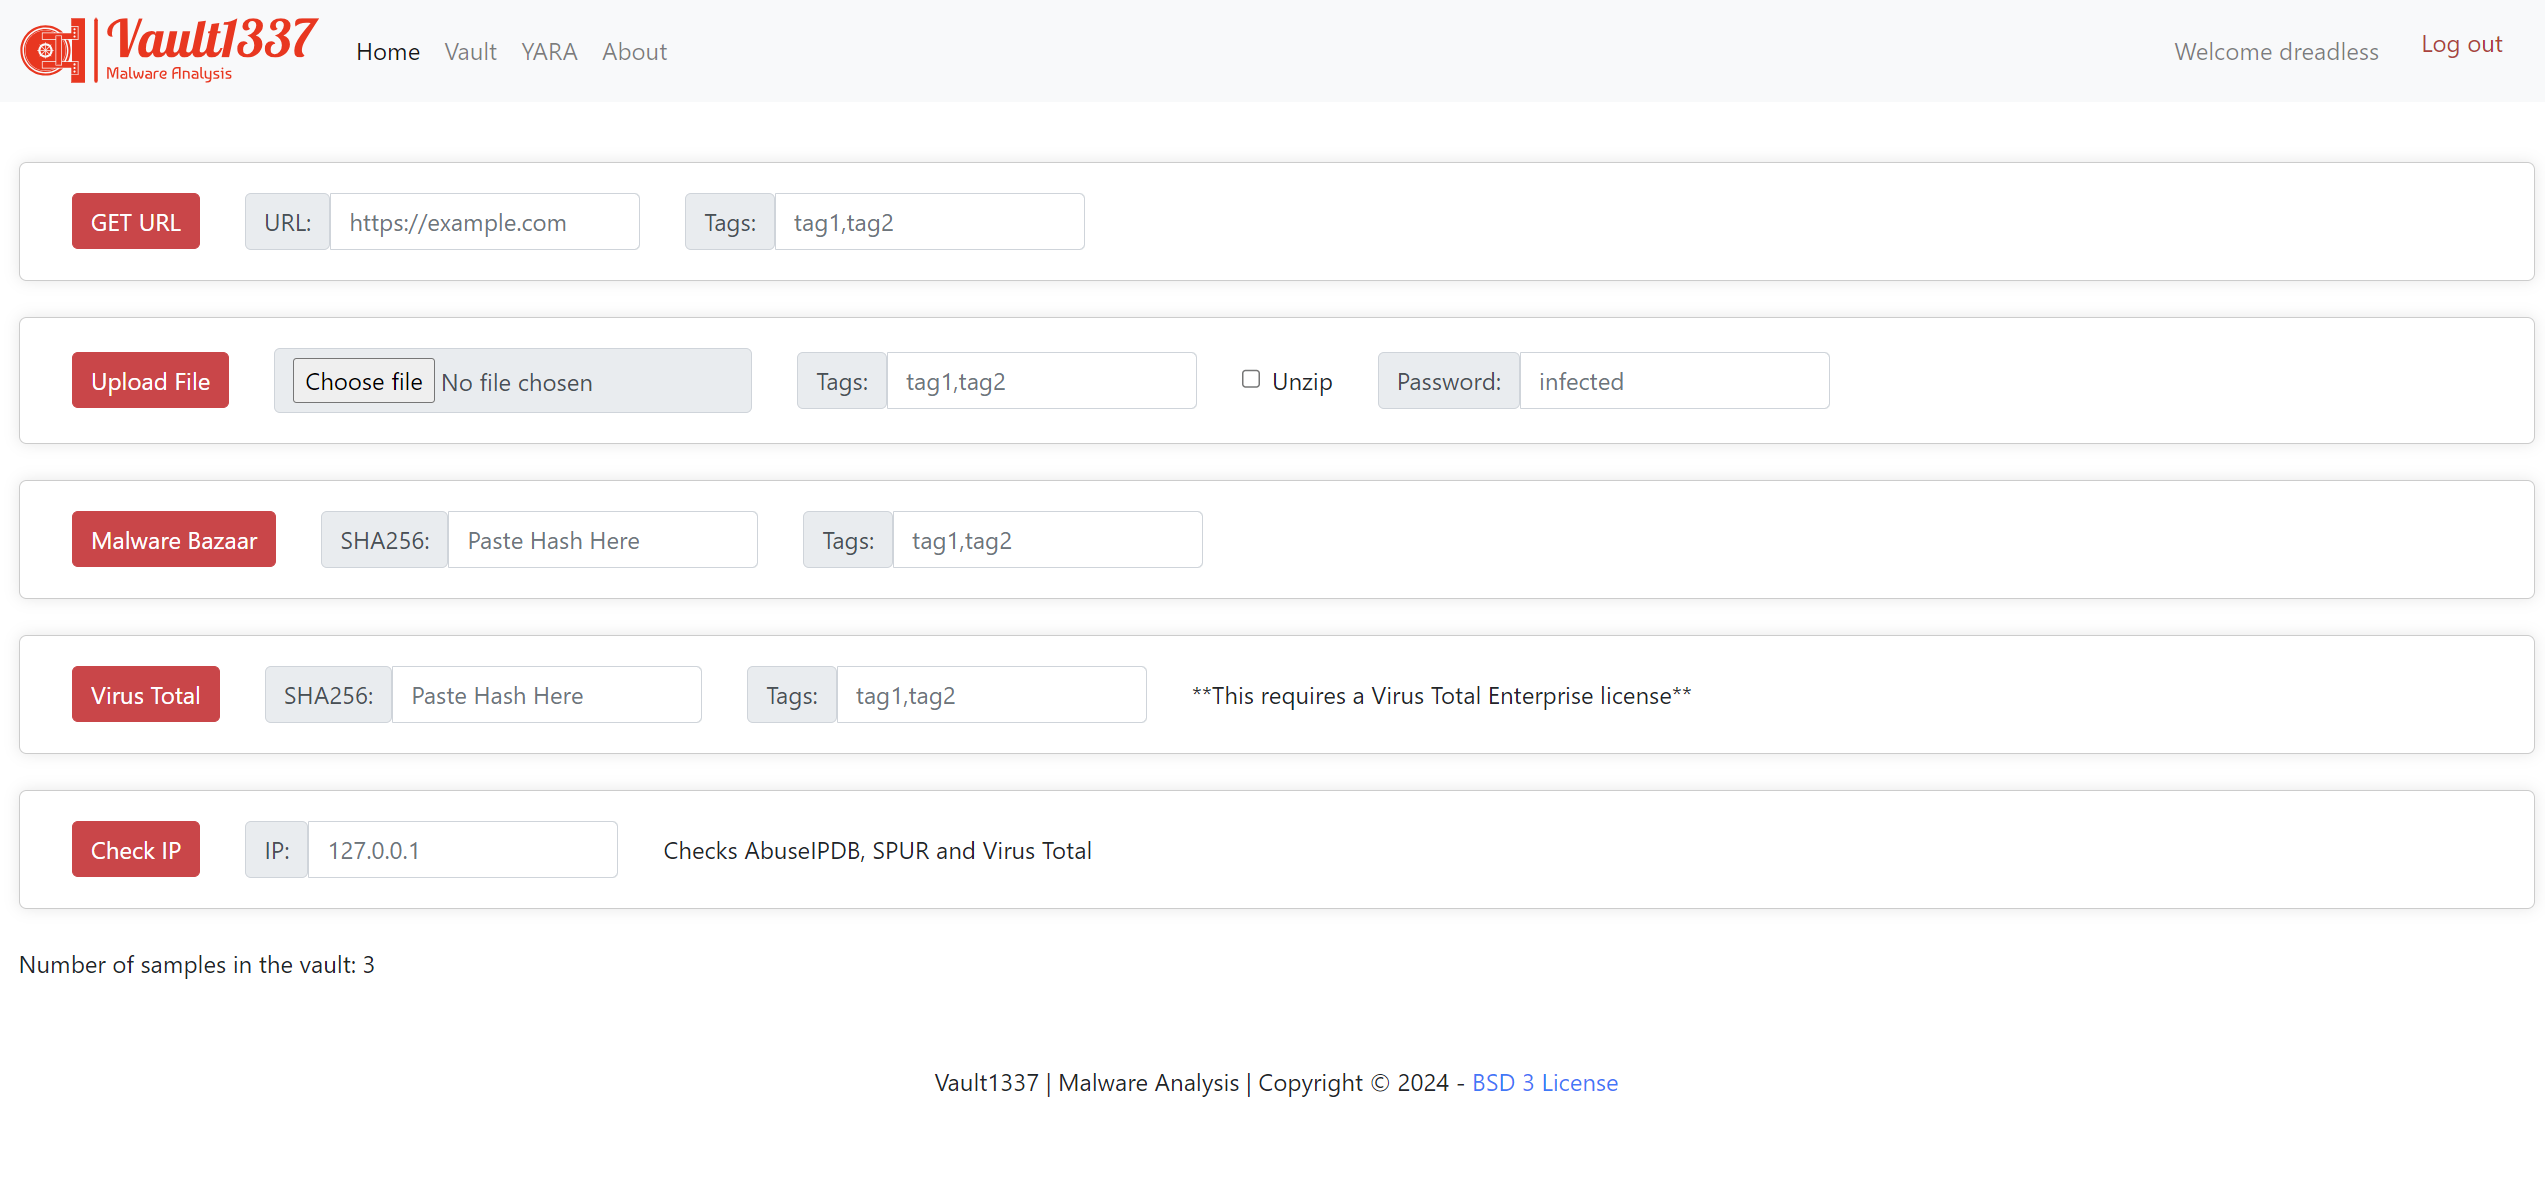 Vault1337
Malware Analysis
Home Vault YARA About
Welcome dreadless Log out
GET URL URL: https://example.com Tags: tag1,tag2
Upload File Choose file No file chosen Tags: tag1,tag2 Unzip Password: infected
Malware Bazaar SHA256: Paste Hash Here Tags: tag1,tag2
Virus Total SHA256: Paste Hash Here Tags: tag1,tag2 **This requires a Virus Total Enterprise license**
Check IP IP: 127.0.0.1 Checks AbuseIPDB, SPUR and Virus Total
Number of samples in the vault: 3
Vault1337 | Malware Analysis | Copyright © 2024 - BSD 3 License